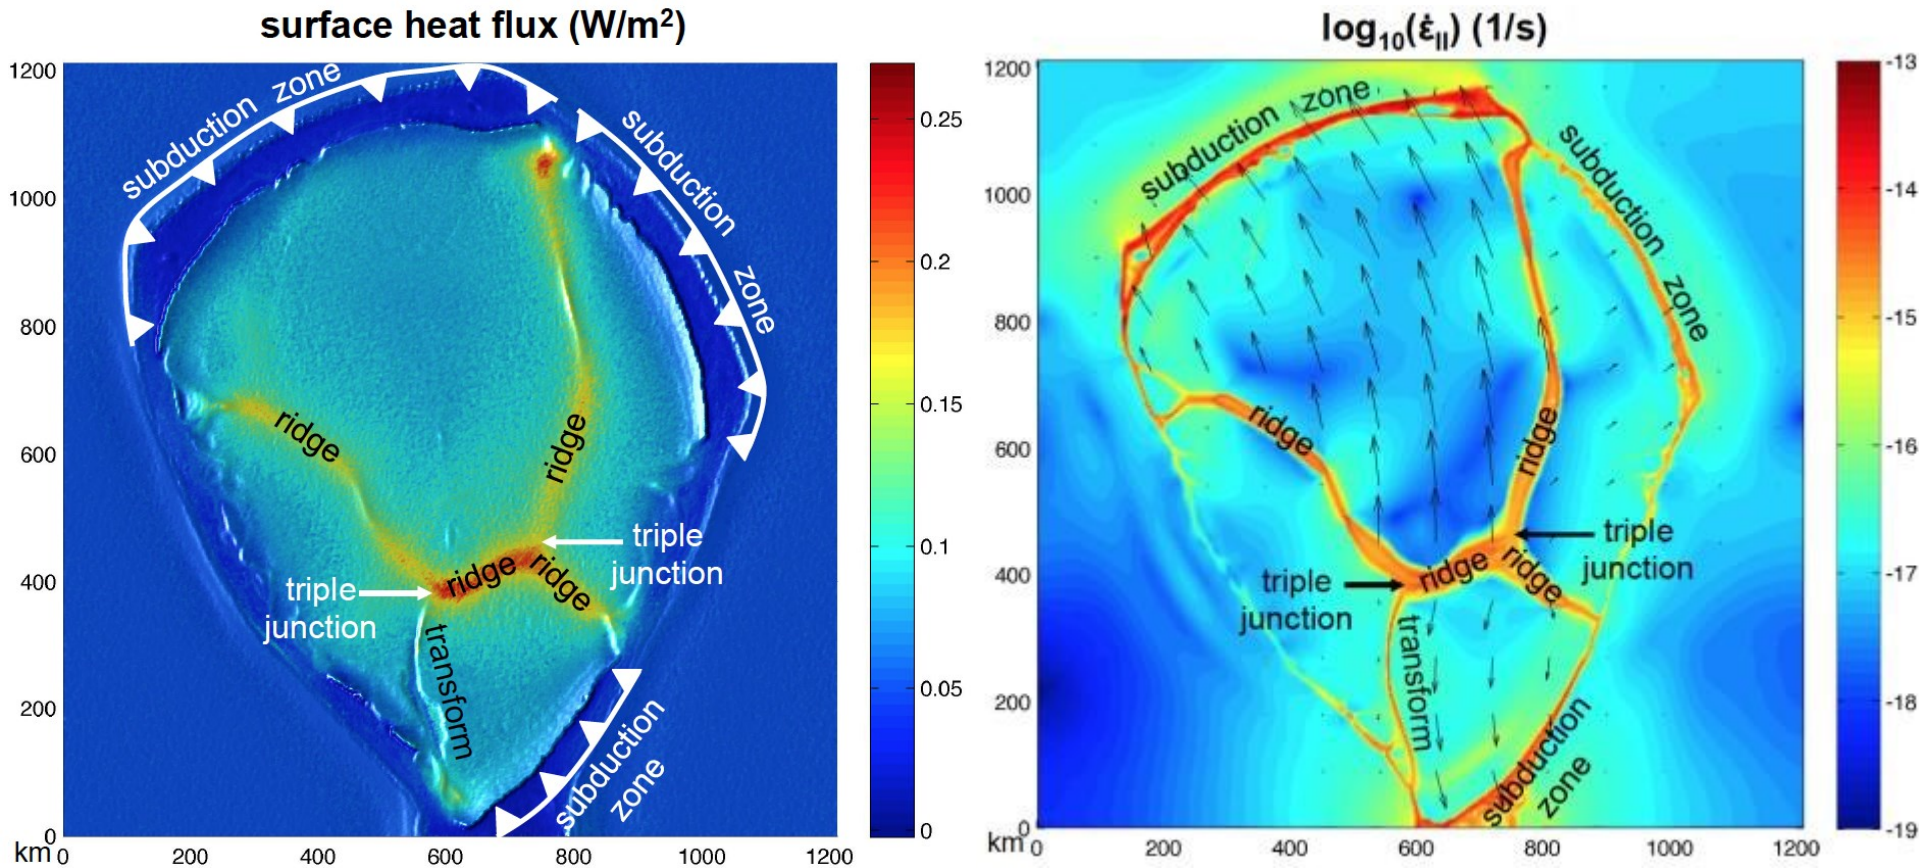 surface heat flux (W/m²)
1200
1000
800
600
400
200
0
km
0
200
400
600
800
1000
1200
subduction zone
subduction zone
ridge
ridge
ridge
ridge
triple
junction
triple
junction
transform
subduction
zone
0.25
0.2
0.15
0.1
0.05
0
log₁₀(ε̇II) (1/s)
1200
1000
800
600
400
200
0
km
200
400
600
800
1000
1200
subduction zone
subduction zone
ridge
ridge
ridge
ridge
triple
junction
triple
junction
transform
subduction
zone
-13
-14
-15
-16
-17
-18
-19